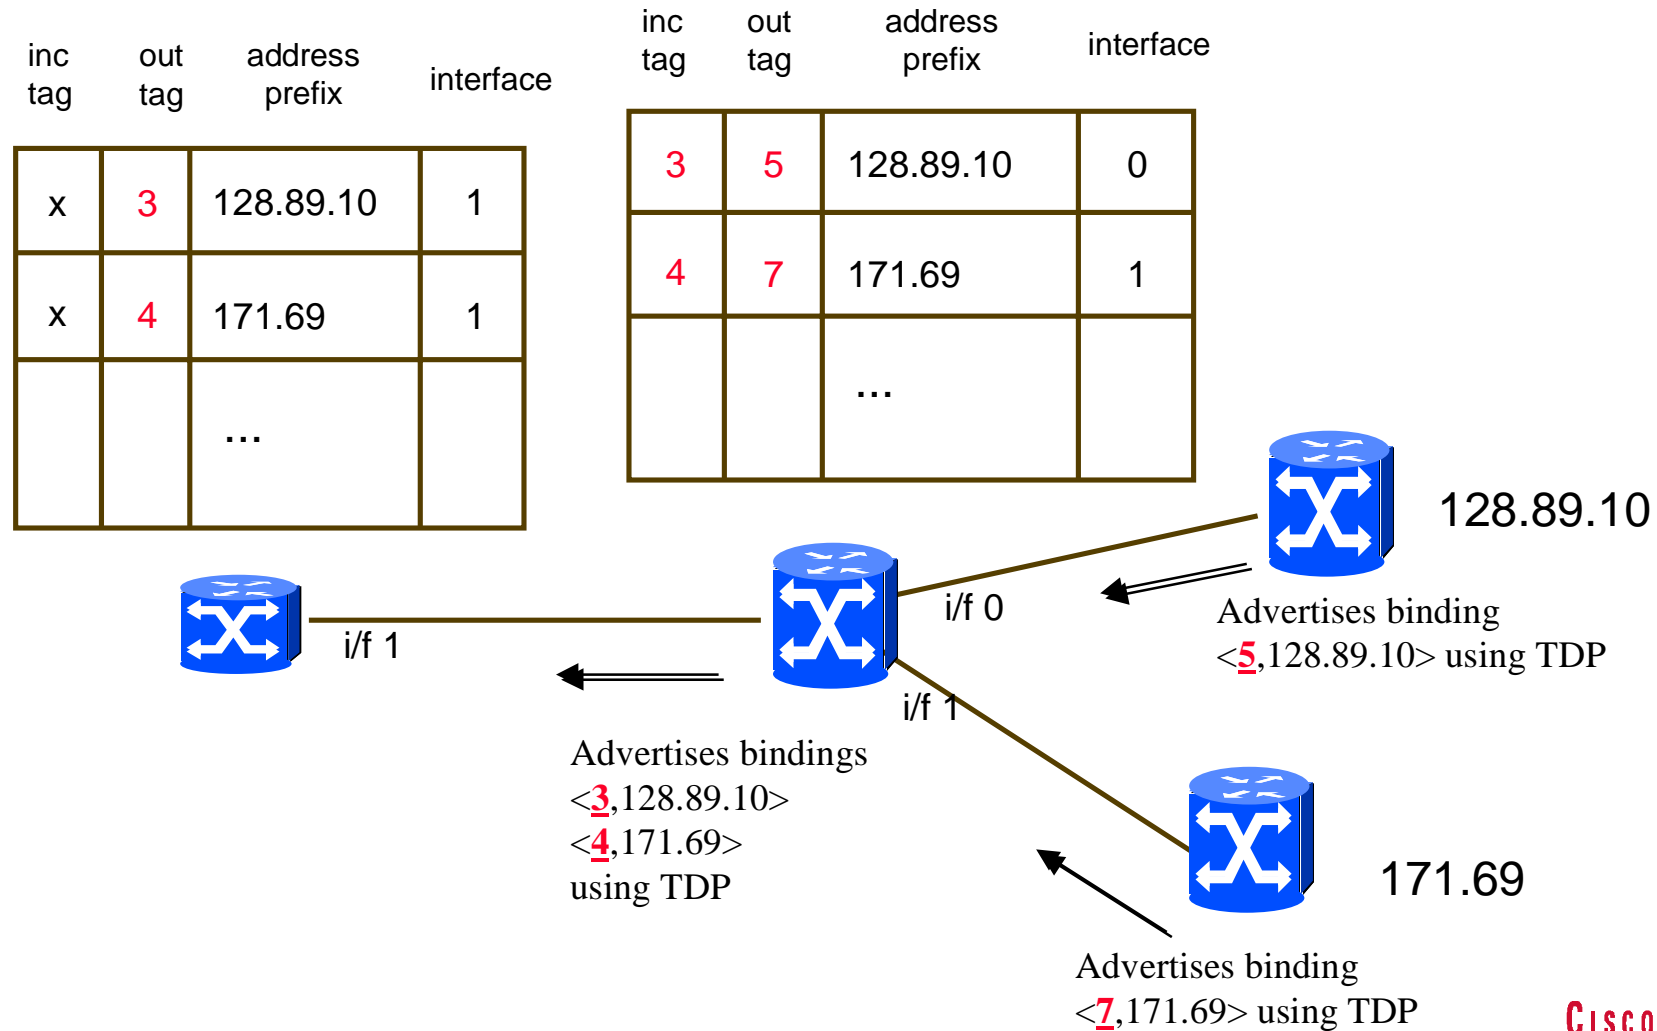 inc tag out tag address prefix interface
x 3 128.89.10 1
x 4 171.69 1
...
inc tag out tag address prefix interface
3 5 128.89.10 0
4 7 171.69 1
...
128.89.10
i/f 0
i/f 1
i/f 1
Advertises binding
<5,128.89.10> using TDP
Advertises bindings
<3,128.89.10>
<4,171.69>
using TDP
171.69
Advertises binding
<7,171.69> using TDP
CISCO